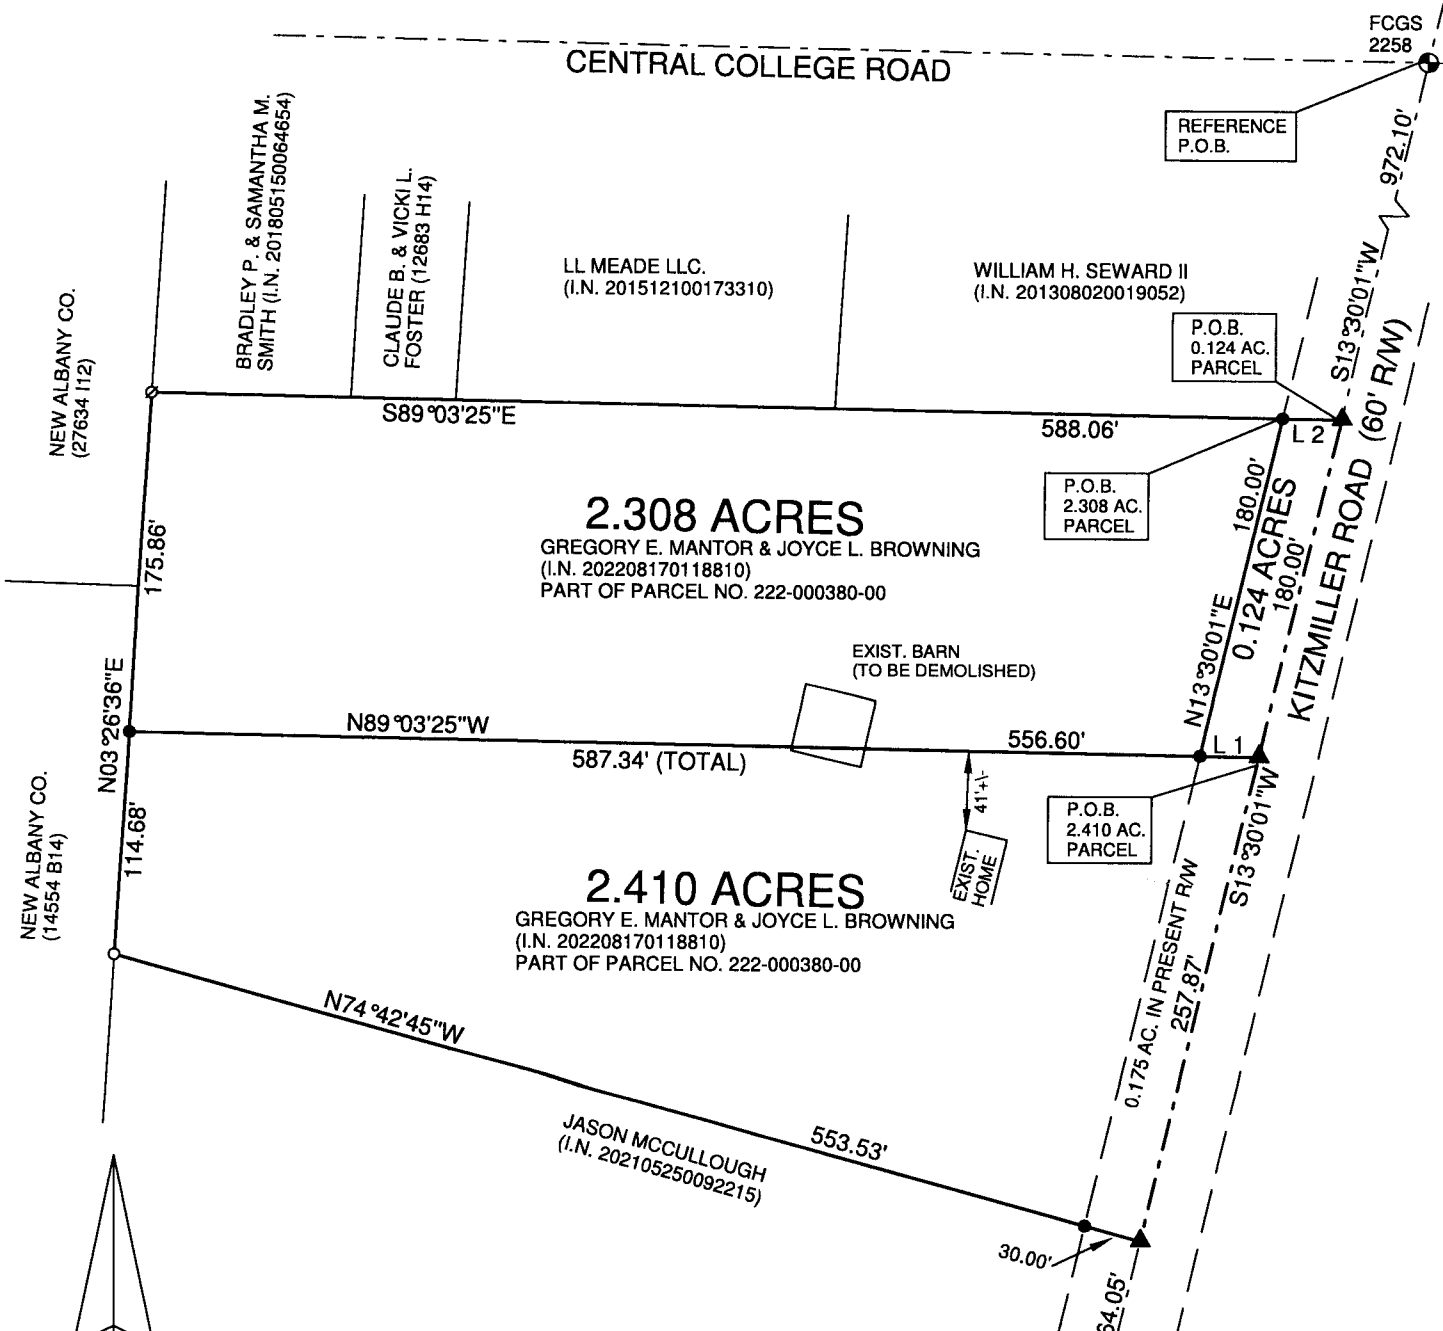 FCGS
2258
CENTRAL COLLEGE ROAD
REFERENCE
P.O.B.
972.10'
BRADLEY P. & SAMANTHA M.
SMITH (I.N. 201805150064654)
CLAUDE B. & VICKI L.
FOSTER (12683 H14)
LL MEADE LLC.
(I.N. 201512100173310)
WILLIAM H. SEWARD II
(I.N. 201308020019052)
S13°30'01"W
NEW ALBANY CO.
(27634 I12)
P.O.B.
0.124 AC.
PARCEL
S89°03'25"E
588.06'
L 2
KITZMILLER ROAD (60' R/W)
P.O.B.
2.308 AC.
PARCEL
180.00'
0.124 ACRES
180.00'
2.308 ACRES
GREGORY E. MANTOR & JOYCE L. BROWNING
(I.N. 202208170118810)
PART OF PARCEL NO. 222-000380-00
175.86'
N13°30'01"E
EXIST. BARN
(TO BE DEMOLISHED)
N03°26'36"E
N89°03'25"W
587.34' (TOTAL)
556.60'
L 1
41'+\-
P.O.B.
2.410 AC.
PARCEL
S13°30'01"W
NEW ALBANY CO.
(14554 B14)
114.68'
EXIST.
HOME
2.410 ACRES
GREGORY E. MANTOR & JOYCE L. BROWNING
(I.N. 202208170118810)
PART OF PARCEL NO. 222-000380-00
0.175 AC. IN PRESENT R/W
257.87'
N74°42'45"W
553.53'
JASON MCCULLOUGH
(I.N. 202105250092215)
30.00'
64.05'